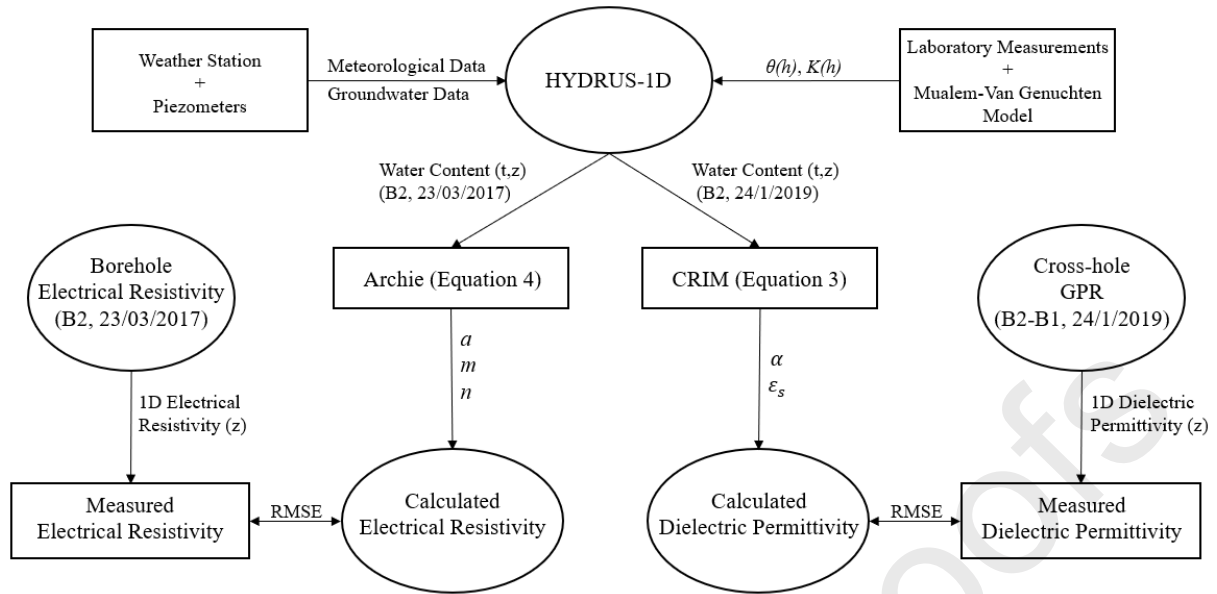 Weather Station
+
Piezometers
Meteorological Data
Groundwater Data
HYDRUS-1D
θ(h), K(h)
Laboratory Measurements
+
Mualem-Van Genuchten
Model
Water Content (t,z)
(B2, 23/03/2017)
Water Content (t,z)
(B2, 24/1/2019)
Borehole
Electrical Resistivity
(B2, 23/03/2017)
Archie (Equation 4)
CRIM (Equation 3)
Cross-hole
GPR
(B2-B1, 24/1/2019)
a
m
n
α
εs
1D Electrical
Resistivity (z)
1D Dielectric
Permittivity (z)
Measured
Electrical Resistivity
RMSE
Calculated
Electrical Resistivity
Calculated
Dielectric Permittivity
RMSE
Measured
Dielectric Permittivity
oofs